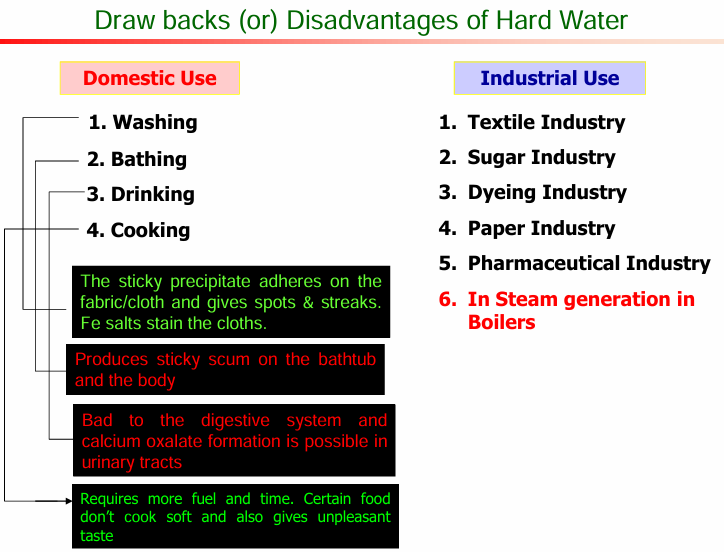 Draw backs (or) Disadvantages of Hard Water
Domestic Use
1. Washing
2. Bathing
3. Drinking
4. Cooking
The sticky precipitate adheres on the
fabric/cloth and gives spots & streaks.
Fe salts stain the cloths.
Produces sticky scum on the bathtub
and the body
Bad to the digestive system and
calcium oxalate formation is possible in
urinary tracts
Requires more fuel and time. Certain food
don't cook soft and also gives unpleasant
taste
Industrial Use
1. Textile Industry
2. Sugar Industry
3. Dyeing Industry
4. Paper Industry
5. Pharmaceutical Industry
6. In Steam generation in
Boilers